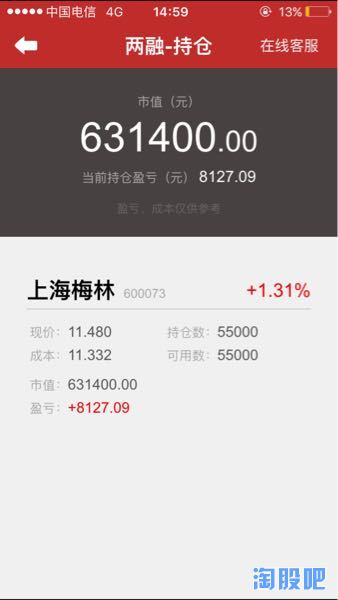 中国电信 4G 14:59 13%
两融-持仓 在线客服
市值（元）
631400.00
当前持仓盈亏（元） 8127.09
盈亏、成本仅供参考
上海梅林 600073 +1.31%
现价：11.480 持仓数：55000
成本：11.332 可用数：55000
市值：631400.00
盈亏：+8127.09
淘股吧